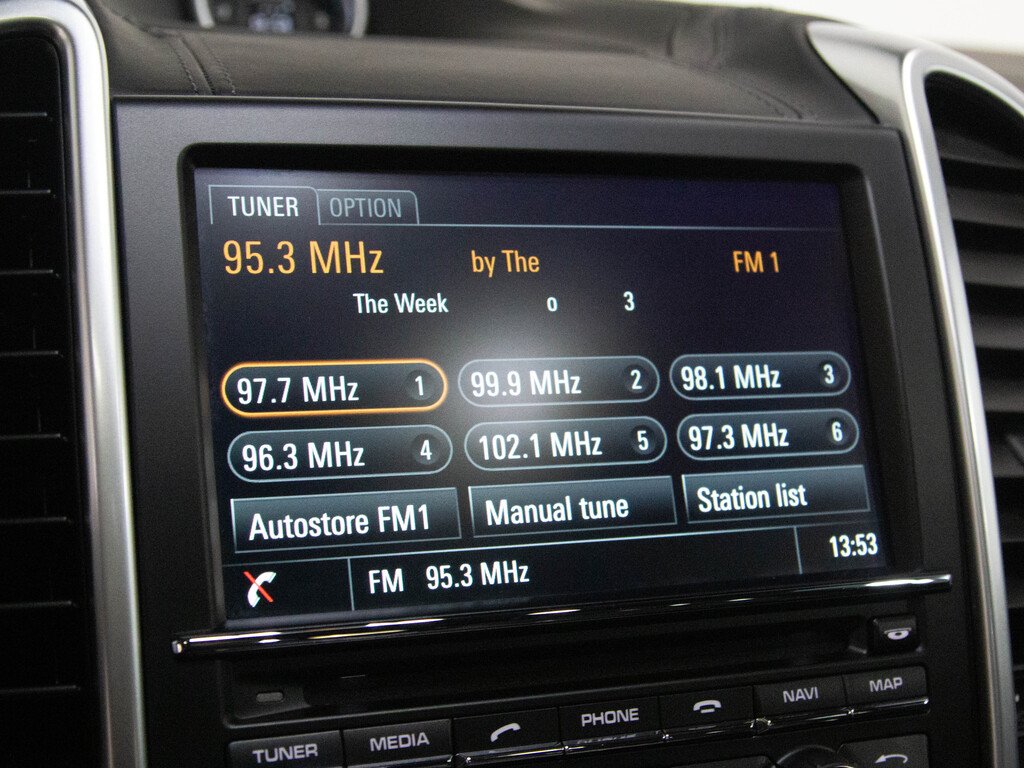 TUNER OPTION
95.3 MHz by The FM 1
The Week o 3
97.7 MHz 1 99.9 MHz 2 98.1 MHz 3
96.3 MHz 4 102.1 MHz 5 97.3 MHz 6
Autostore FM1 Manual tune Station list
FM 95.3 MHz 13:53
TUNER MEDIA PHONE NAVI MAP